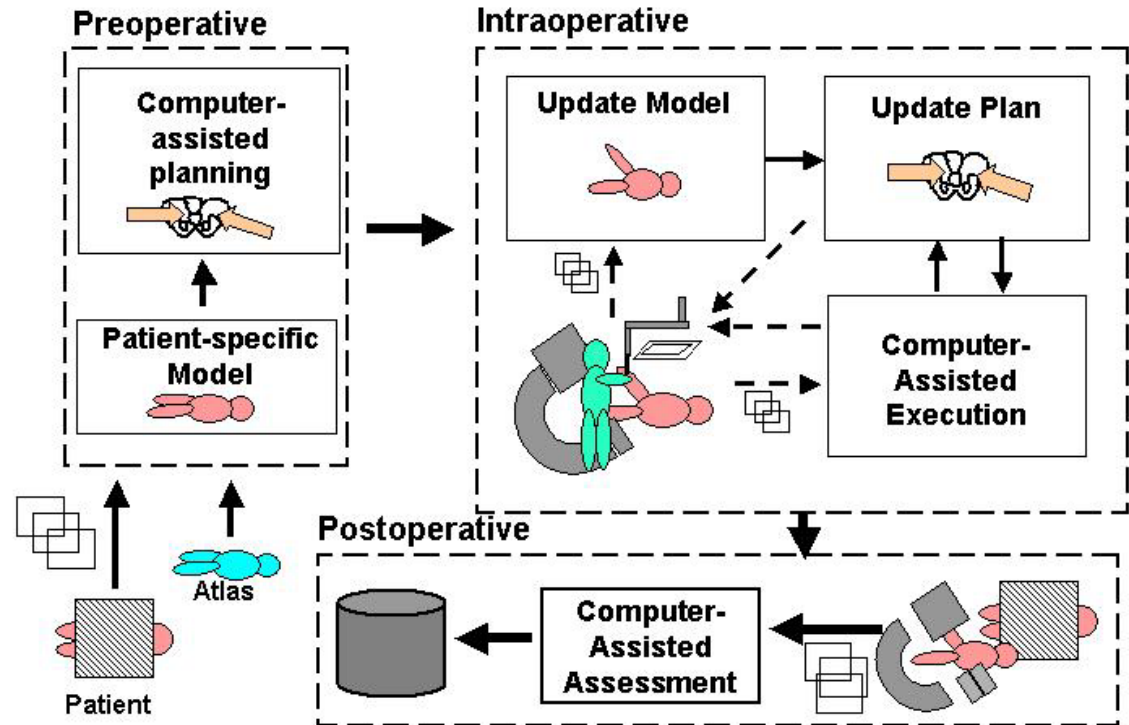 Preoperative
Computer-
assisted
planning
Patient-specific
Model
Atlas
Patient
Intraoperative
Update Model
Update Plan
Computer-
Assisted
Execution
Postoperative
Computer-
Assisted
Assessment